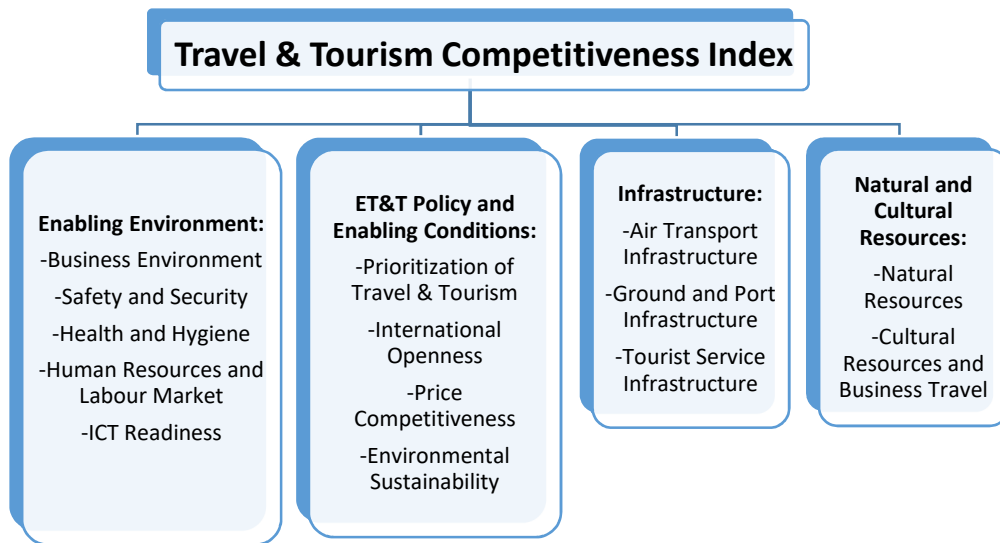 Travel & Tourism Competitiveness Index
Enabling Environment:
-Business Environment
-Safety and Security
-Health and Hygiene
-Human Resources and
Labour Market
-ICT Readiness
ET&T Policy and
Enabling Conditions:
-Prioritization of
Travel & Tourism
-International
Openness
-Price
Competitiveness
-Environmental
Sustainability
Infrastructure:
-Air Transport
Infrastructure
-Ground and Port
Infrastructure
-Tourist Service
Infrastructure
Natural and
Cultural
Resources:
-Natural
Resources
-Cultural
Resources and
Business Travel